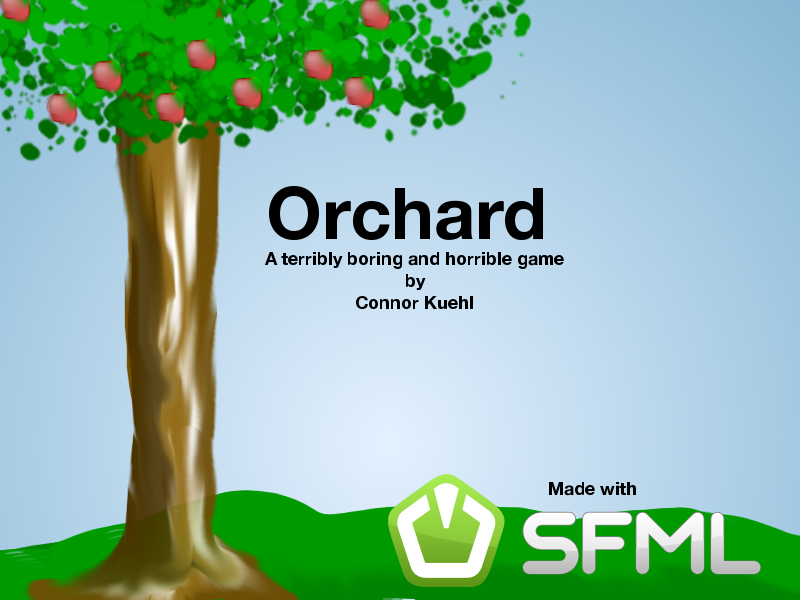 Orchard
A terribly boring and horrible game
by
Connor Kuehl
Made with
SFML